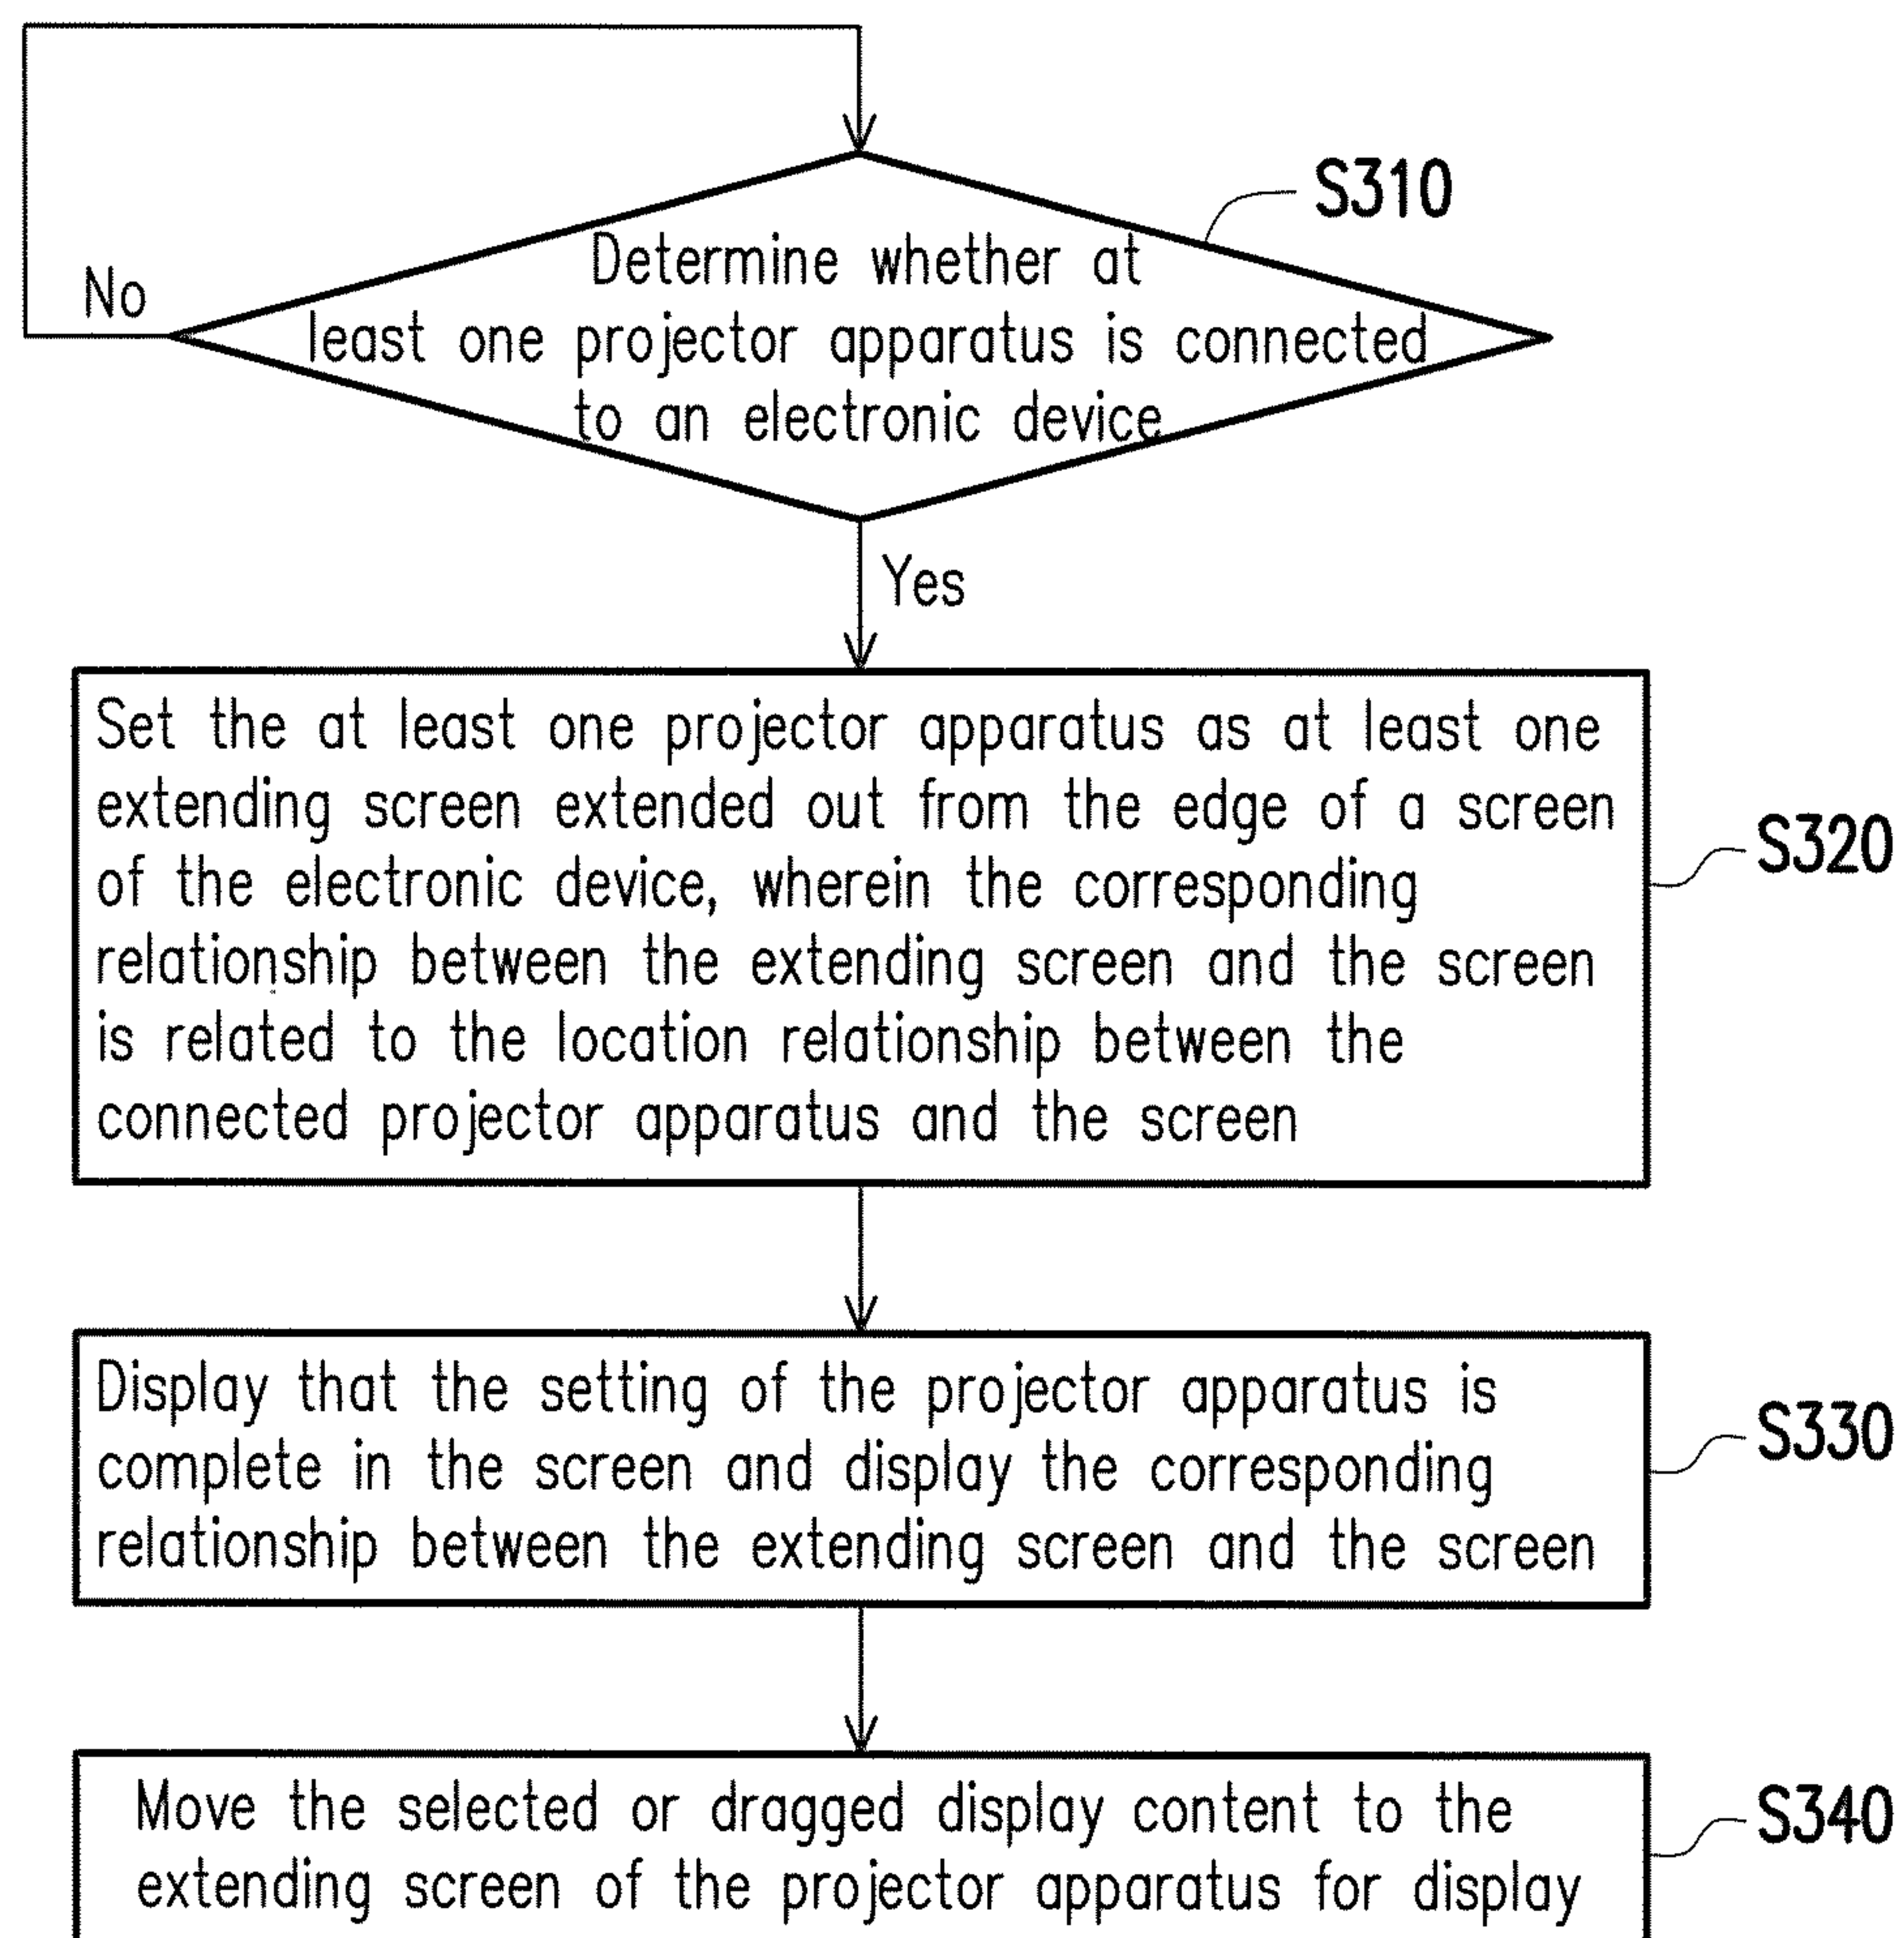 S310
Determine whether at
least one projector apparatus is connected
to an electronic device
No
Yes
Set the at least one projector apparatus as at least one
extending screen extended out from the edge of a screen
of the electronic device, wherein the corresponding
relationship between the extending screen and the screen
is related to the location relationship between the
connected projector apparatus and the screen
S320
Display that the setting of the projector apparatus is
complete in the screen and display the corresponding
relationship between the extending screen and the screen
S330
Move the selected or dragged display content to the
extending screen of the projector apparatus for display
S340